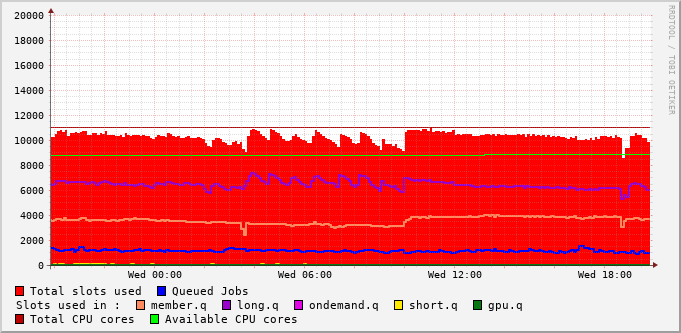 20000
18000
16000
14000
12000
10000
8000
6000
4000
2000
0
Wed 00:00 Wed 06:00 Wed 12:00 Wed 18:00
Total slots used Queued Jobs
Slots used in : member.q long.q ondemand.q short.q gpu.q
Total CPU cores Available CPU cores
RRDTOOL / TOBI OETIKER